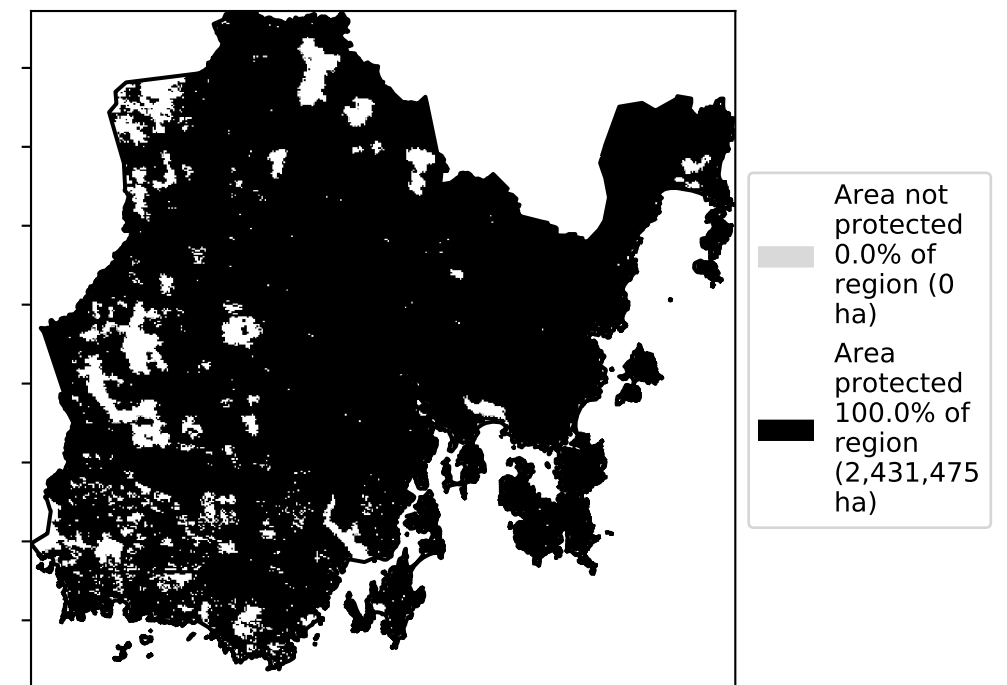 Area not
protected
0.0% of
region (0
ha)
Area
protected
100.0% of
region
(2,431,475
ha)